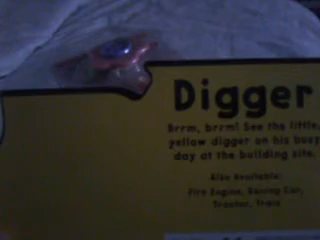 Digger
Brrm, brrm! See the little,
yellow digger on his busy
day at the building site.
Also Available:
Fire Engine, Racing Car,
Tractor, Train